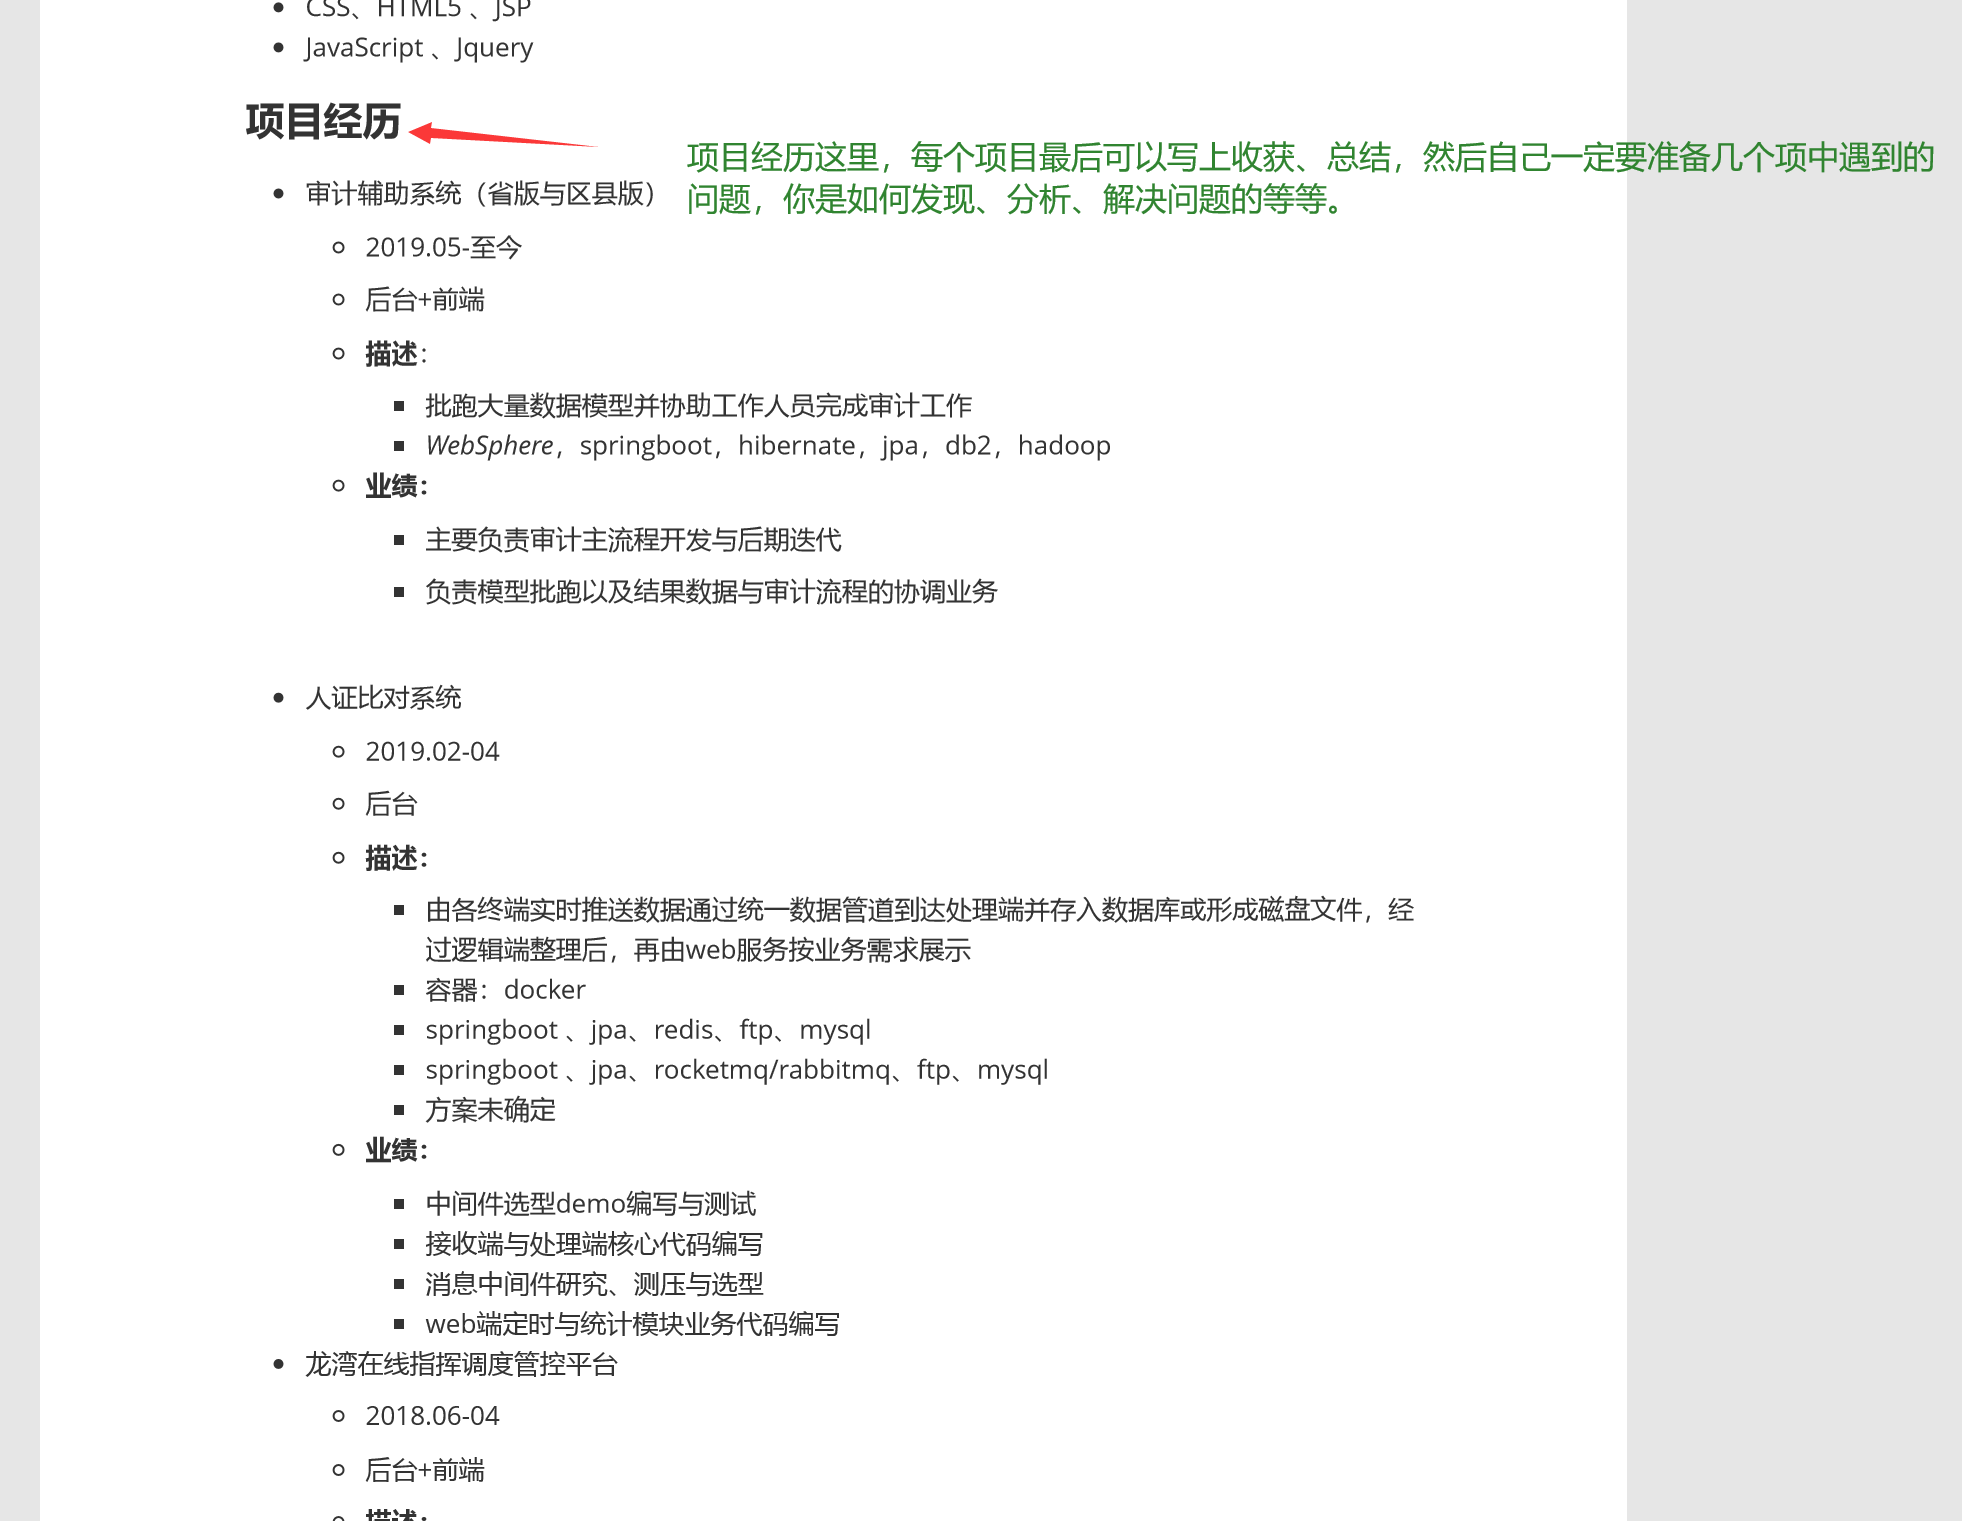 CSS、HTML5 、JSP
JavaScript 、Jquery
项目经历
项目经历这里，每个项目最后可以写上收获、总结，然后自己一定要准备几个项中遇到的
问题，你是如何发现、分析、解决问题的等等。
审计辅助系统（省版与区县版）
2019.05-至今
后台+前端
描述：
批跑大量数据模型并协助工作人员完成审计工作
WebSphere，springboot，hibernate，jpa，db2，hadoop
业绩：
主要负责审计主流程开发与后期迭代
负责模型批跑以及结果数据与审计流程的协调业务
人证比对系统
2019.02-04
后台
描述：
由各终端实时推送数据通过统一数据管道到达处理端并存入数据库或形成磁盘文件，经
过逻辑端整理后，再由web服务按业务需求展示
容器：docker
springboot 、jpa、redis、ftp、mysql
springboot 、jpa、rocketmq/rabbitmq、ftp、mysql
方案未确定
业绩：
中间件选型demo编写与测试
接收端与处理端核心代码编写
消息中间件研究、测压与选型
web端定时与统计模块业务代码编写
龙湾在线指挥调度管控平台
2018.06-04
后台+前端
描述：